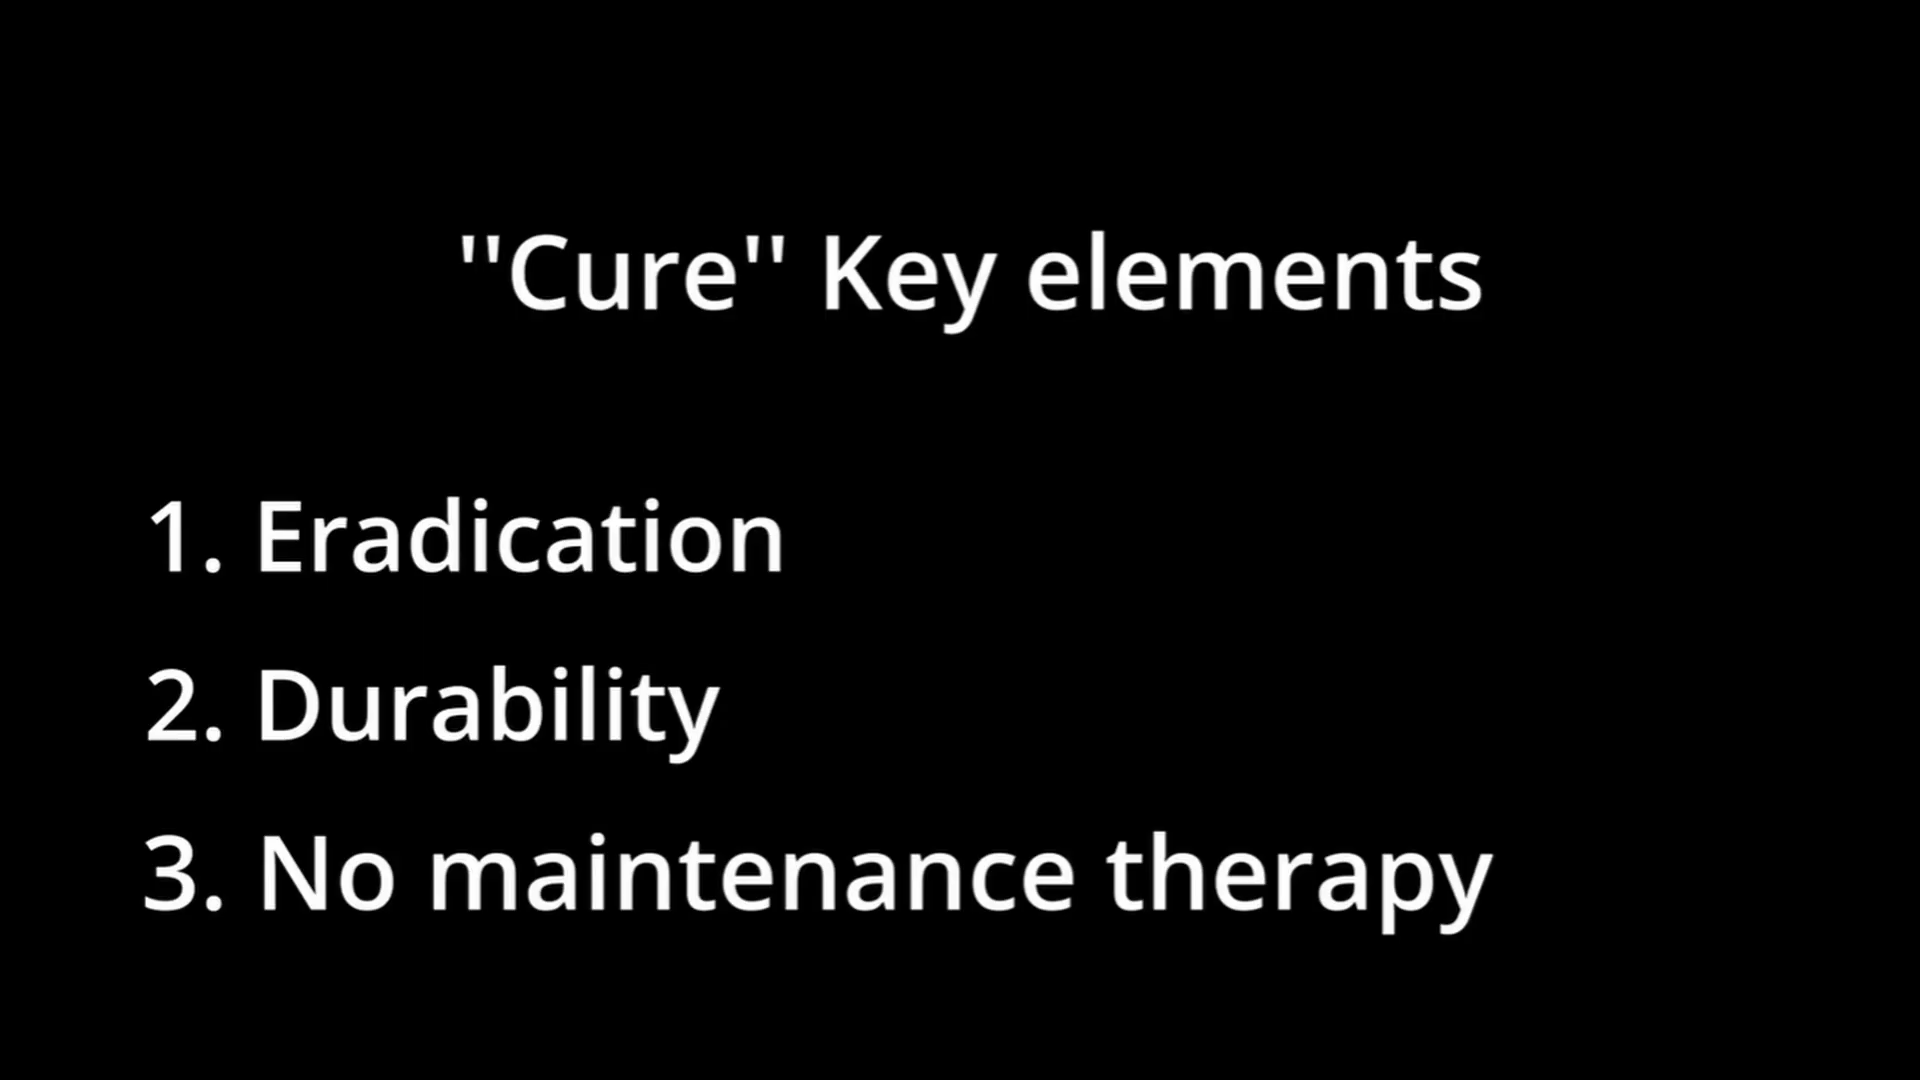 ''Cure'' Key elements
1. Eradication
2. Durability
3. No maintenance therapy